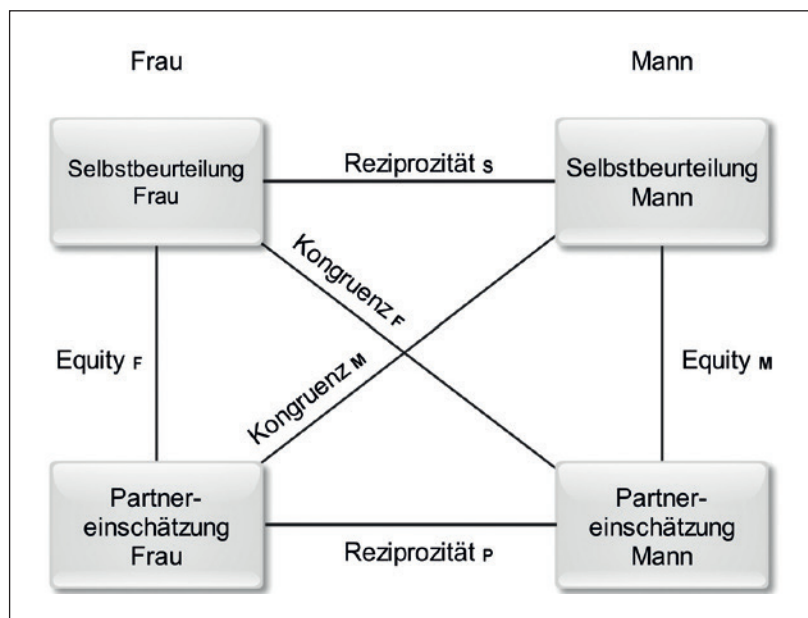 Frau
Mann
Selbstbeurteilung
Frau
Reziprozität S
Selbstbeurteilung
Mann
Kongruenz F
Equity F
Kongruenz M
Equity M
Partner-
einschätzung
Frau
Reziprozität P
Partner-
einschätzung
Mann